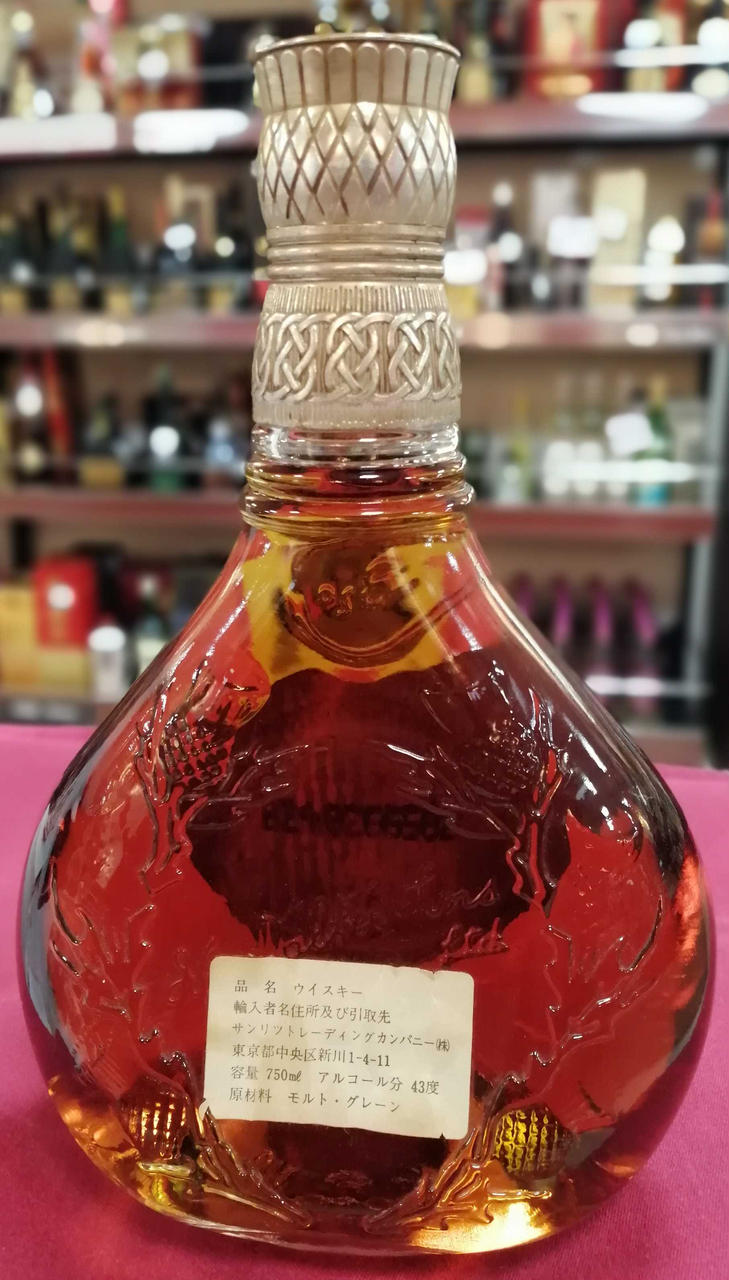 Ltd.
品 名 ウイスキー
輸入者名住所及び引取先
サンリツトレーディングカンパニー㈱
東京都中央区新川1-4-11
容量 750㎖ アルコール分 43度
原材料 モルト・グレーン